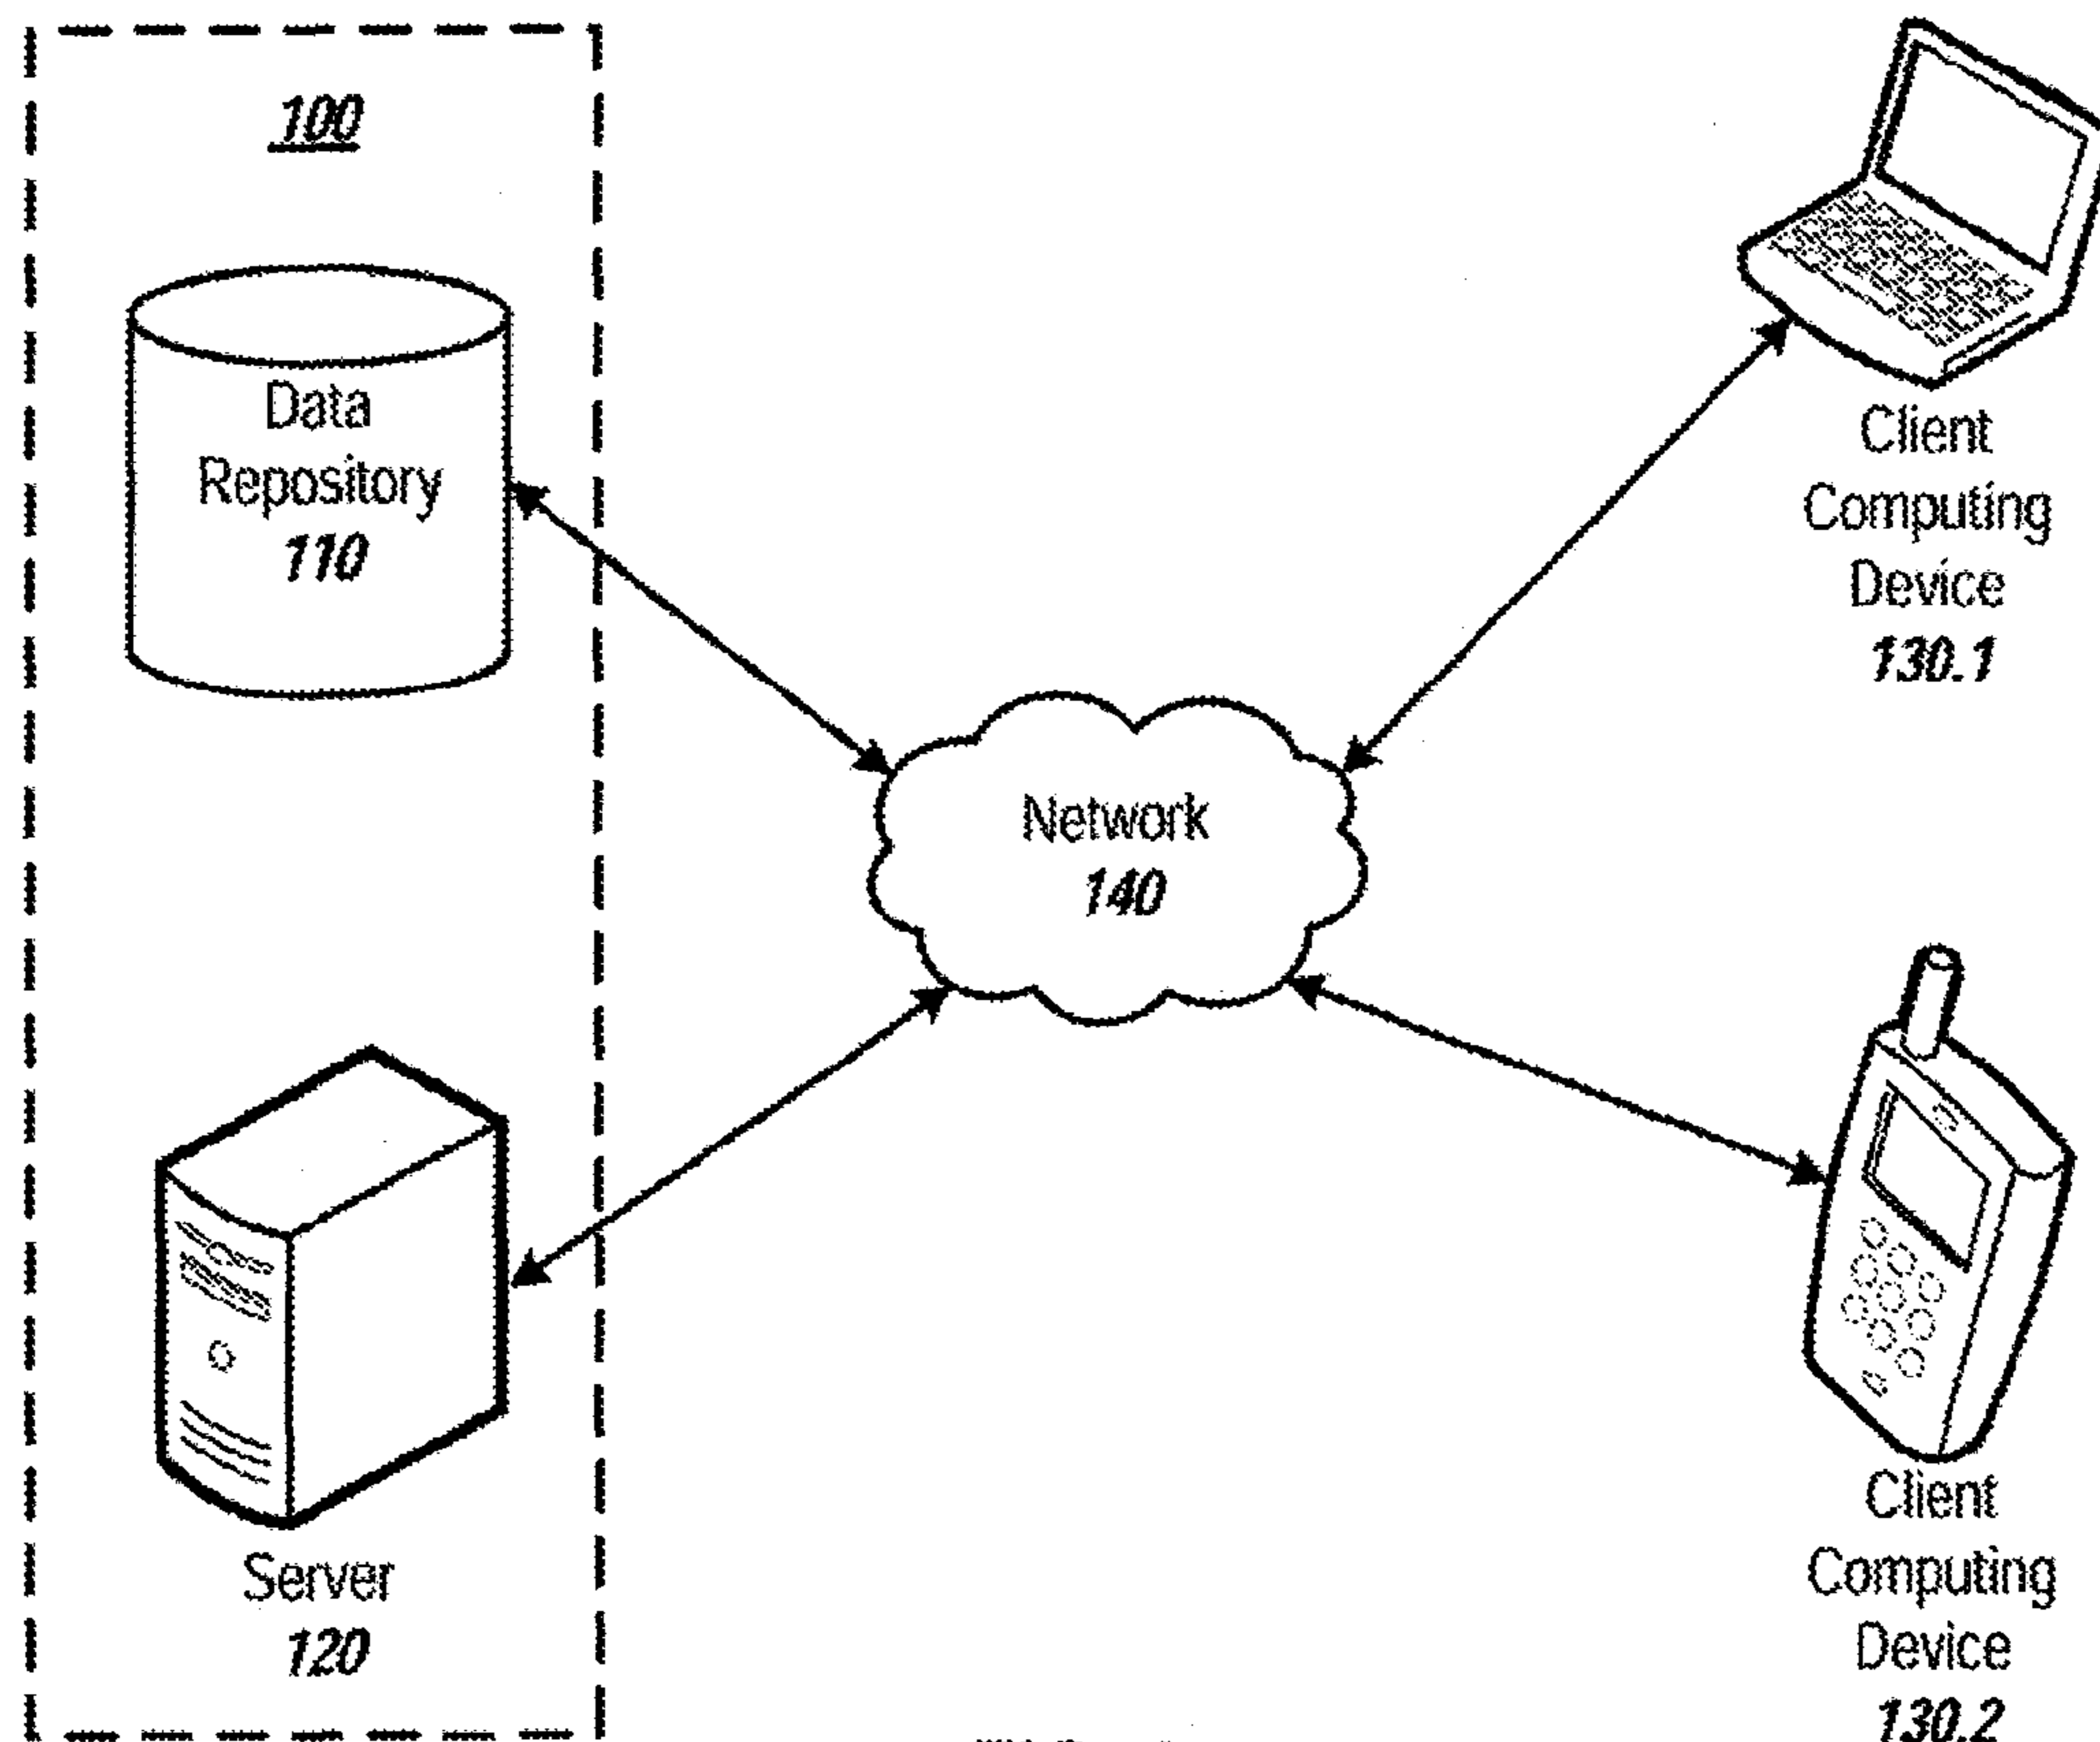 100
Data
Repository
110
Client
Computing
Device
130.1
Network
140
Server
120
Client
Computing
Device
130.2